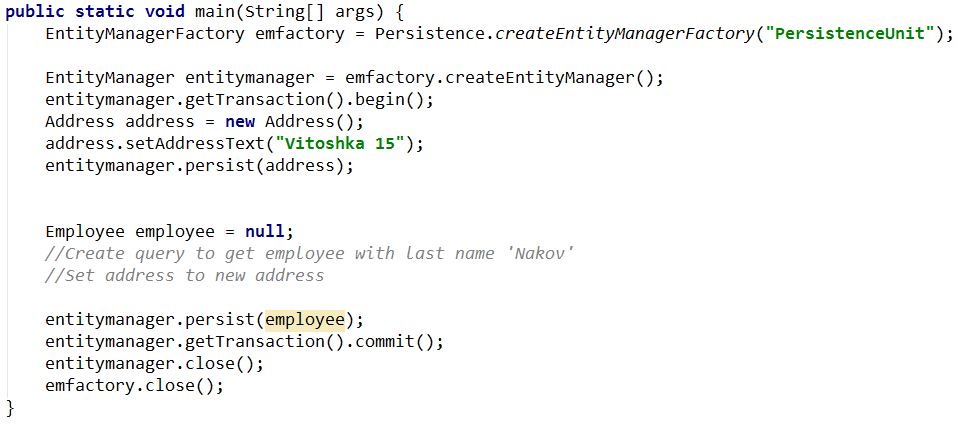 public static void main(String[] args) {
    EntityManagerFactory emfactory = Persistence.createEntityManagerFactory("PersistenceUnit");
    EntityManager entitymanager = emfactory.createEntityManager();
    entitymanager.getTransaction().begin();
    Address address = new Address();
    address.setAddressText("Vitoshka 15");
    entitymanager.persist(address);
    Employee employee = null;
    //Create query to get employee with last name 'Nakov'
    //Set address to new address
    entitymanager.persist(employee);
    entitymanager.getTransaction().commit();
    entitymanager.close();
    emfactory.close();
}